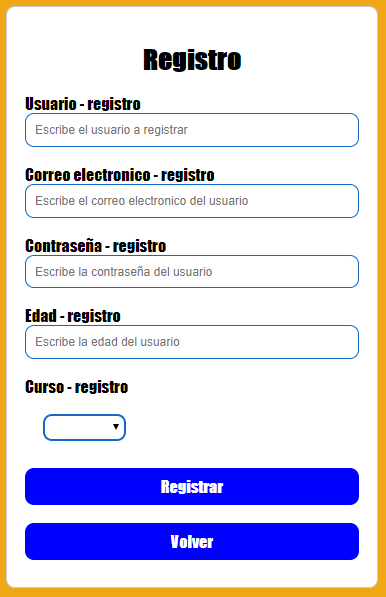 Registro
Usuario - registro
Escribe el usuario a registrar
Correo electronico - registro
Escribe el correo electronico del usuario
Contraseña - registro
Escribe la contraseña del usuario
Edad - registro
Escribe la edad del usuario
Curso - registro
Registrar
Volver